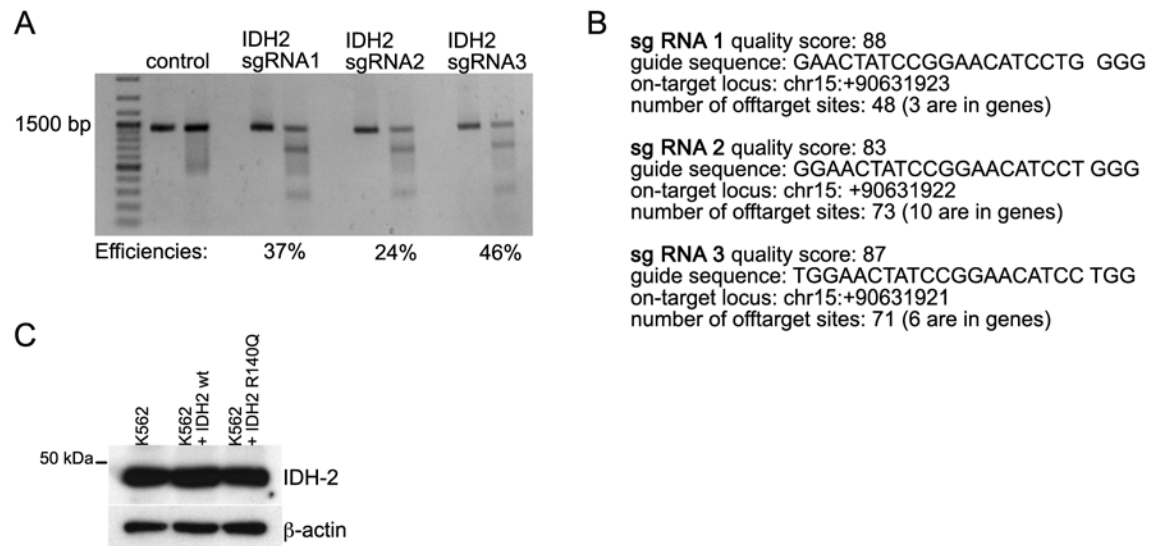 A
control
IDH2
sgRNA1
IDH2
sgRNA2
IDH2
sgRNA3
1500 bp
Efficiencies: 37% 24% 46%
B
sg RNA 1 quality score: 88
guide sequence: GAACTATCCGGAACATCCTG GGG
on-target locus: chr15:+90631923
number of offtarget sites: 48 (3 are in genes)
sg RNA 2 quality score: 83
guide sequence: GGAACTATCCGGAACATCCT GGG
on-target locus: chr15: +90631922
number of offtarget sites: 73 (10 are in genes)
sg RNA 3 quality score: 87
guide sequence: TGGAACTATCCGGAACATCC TGG
on-target locus: chr15:+90631921
number of offtarget sites: 71 (6 are in genes)
C
K562
K562
+ IDH2 wt
K562
+ IDH2 R140Q
50 kDa
IDH-2
β-actin